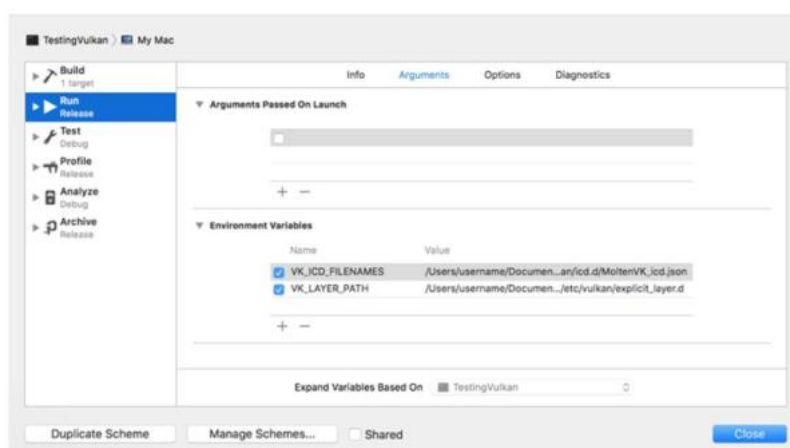 TestingVulkan 〉 My Mac
Build
1 target
Run
Release
Test
Debug
Profile
Release
Analyze
Debug
Archive
Release
Info Arguments Options Diagnostics
Arguments Passed On Launch
+ −
Environment Variables
Name Value
VK_ICD_FILENAMES /Users/username/Documen...an/icd.d/MoltenVK_icd.json
VK_LAYER_PATH /Users/username/Documen.../etc/vulkan/explicit_layer.d
+ −
Expand Variables Based On TestingVulkan
Duplicate Scheme Manage Schemes... Shared Close